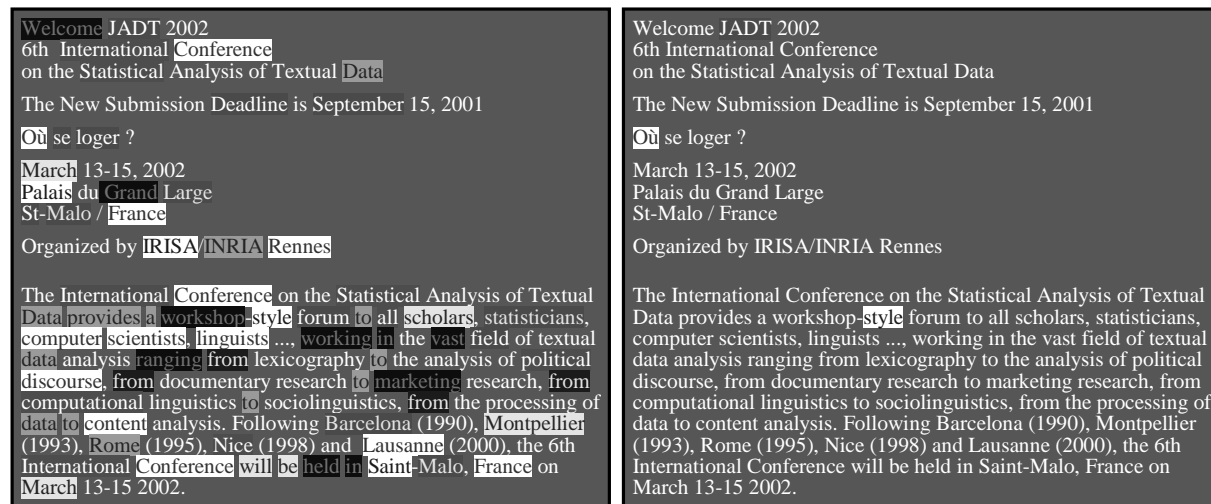 Welcome JADT 2002
6th International Conference
on the Statistical Analysis of Textual Data
The New Submission Deadline is September 15, 2001
Où se loger ?
March 13-15, 2002
Palais du Grand Large
St-Malo / France
Organized by IRISA/INRIA Rennes
The International Conference on the Statistical Analysis of Textual
Data provides a workshop-style forum to all scholars, statisticians,
computer scientists, linguists ..., working in the vast field of textual
data analysis ranging from lexicography to the analysis of political
discourse, from documentary research to marketing research, from
computational linguistics to sociolinguistics, from the processing of
data to content analysis. Following Barcelona (1990), Montpellier
(1993), Rome (1995), Nice (1998) and Lausanne (2000), the 6th
International Conference will be held in Saint-Malo, France on
March 13-15 2002.
Welcome JADT 2002
6th International Conference
on the Statistical Analysis of Textual Data
The New Submission Deadline is September 15, 2001
Où se loger ?
March 13-15, 2002
Palais du Grand Large
St-Malo / France
Organized by IRISA/INRIA Rennes
The International Conference on the Statistical Analysis of Textual
Data provides a workshop-style forum to all scholars, statisticians,
computer scientists, linguists ..., working in the vast field of textual
data analysis ranging from lexicography to the analysis of political
discourse, from documentary research to marketing research, from
computational linguistics to sociolinguistics, from the processing of
data to content analysis. Following Barcelona (1990), Montpellier
(1993), Rome (1995), Nice (1998) and Lausanne (2000), the 6th
International Conference will be held in Saint-Malo, France on
March 13-15 2002.